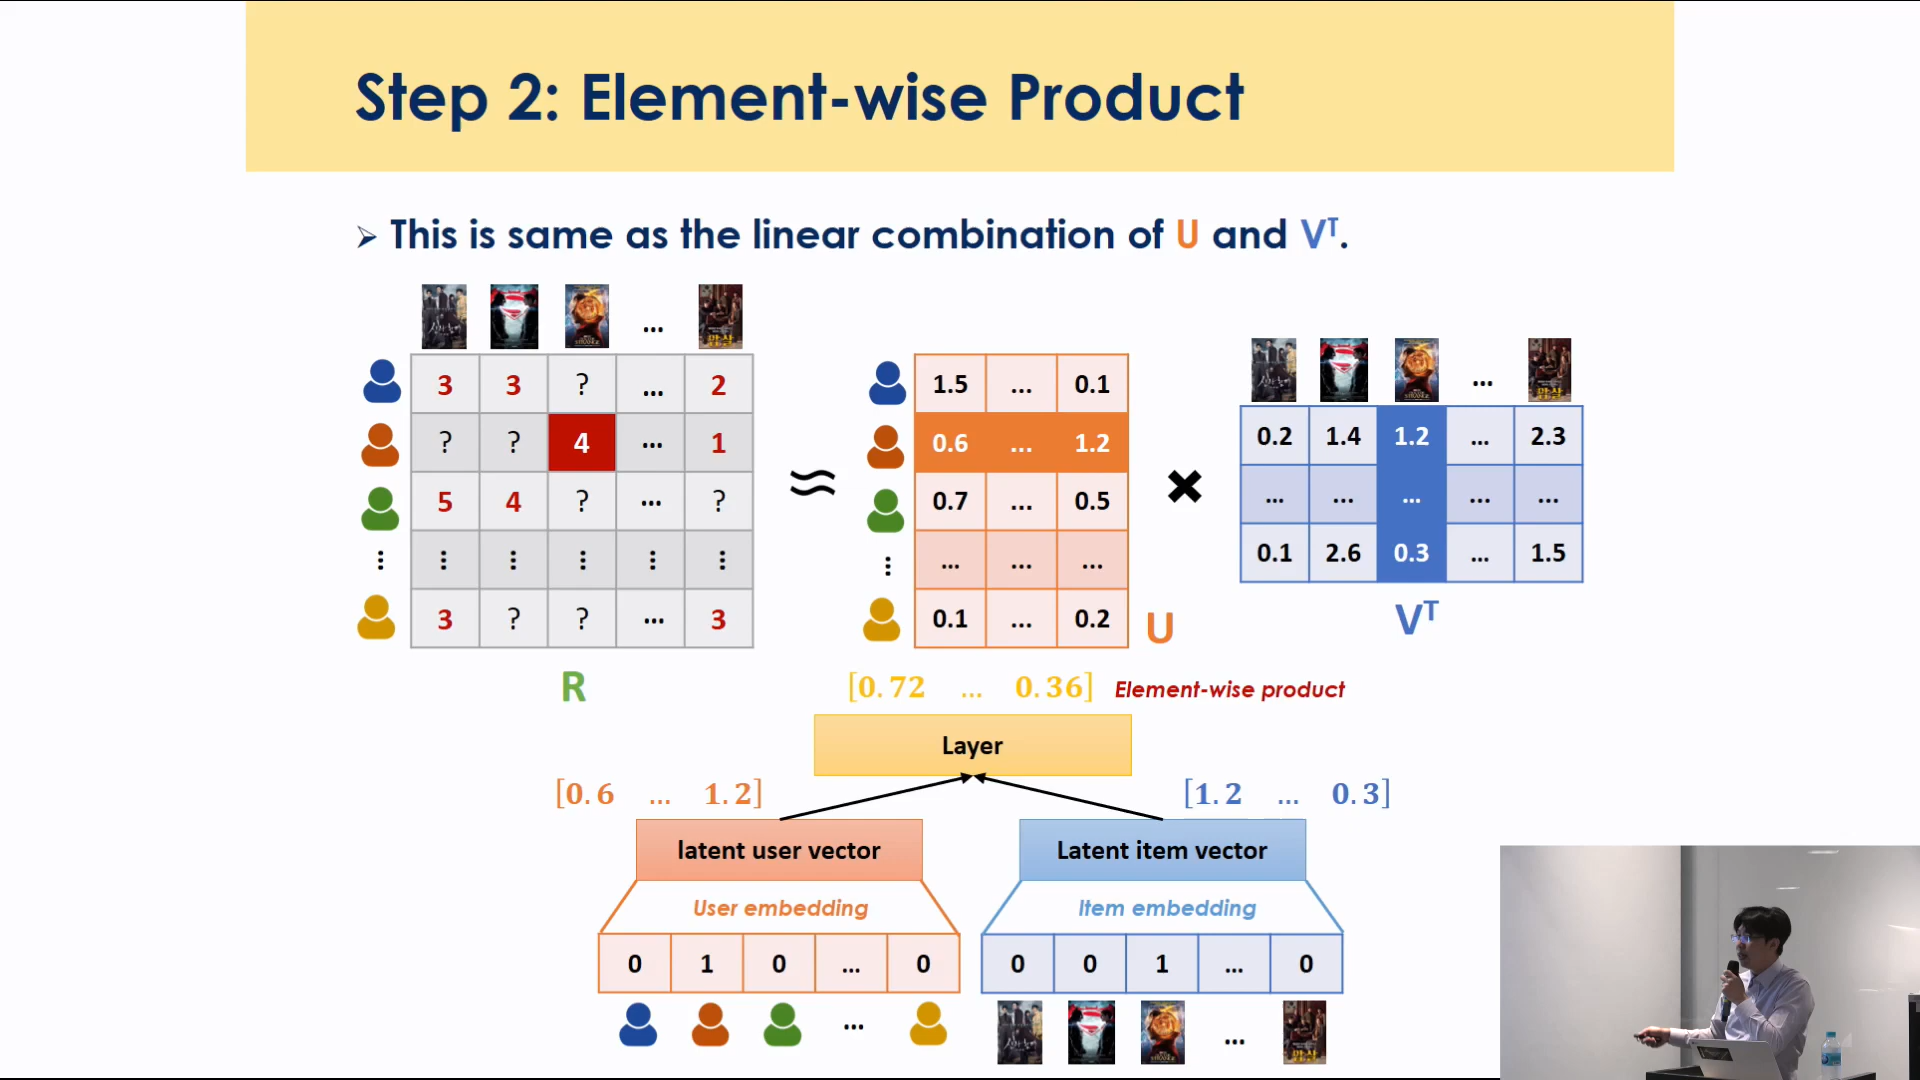 Step 2: Element-wise Product
➢ This is same as the linear combination of U and Vᵀ.
...
3 3 ? ... 2
? ? 4 ... 1
5 4 ? ... ?
⋮ ⋮ ⋮ ⋮ ⋮ ⋮
3 ? ? ... 3
R
≈
1.5 ... 0.1
0.6 ... 1.2
0.7 ... 0.5
⋮ ... ... ...
0.1 ... 0.2
U
×
...
0.2 1.4 1.2 ... 2.3
... ... ... ... ...
0.1 2.6 0.3 ... 1.5
Vᵀ
[0.72 ... 0.36] Element-wise product
Layer
[0.6 ... 1.2]
[1.2 ... 0.3]
latent user vector
Latent item vector
User embedding
Item embedding
0 1 0 ... 0
0 0 1 ... 0
...
...